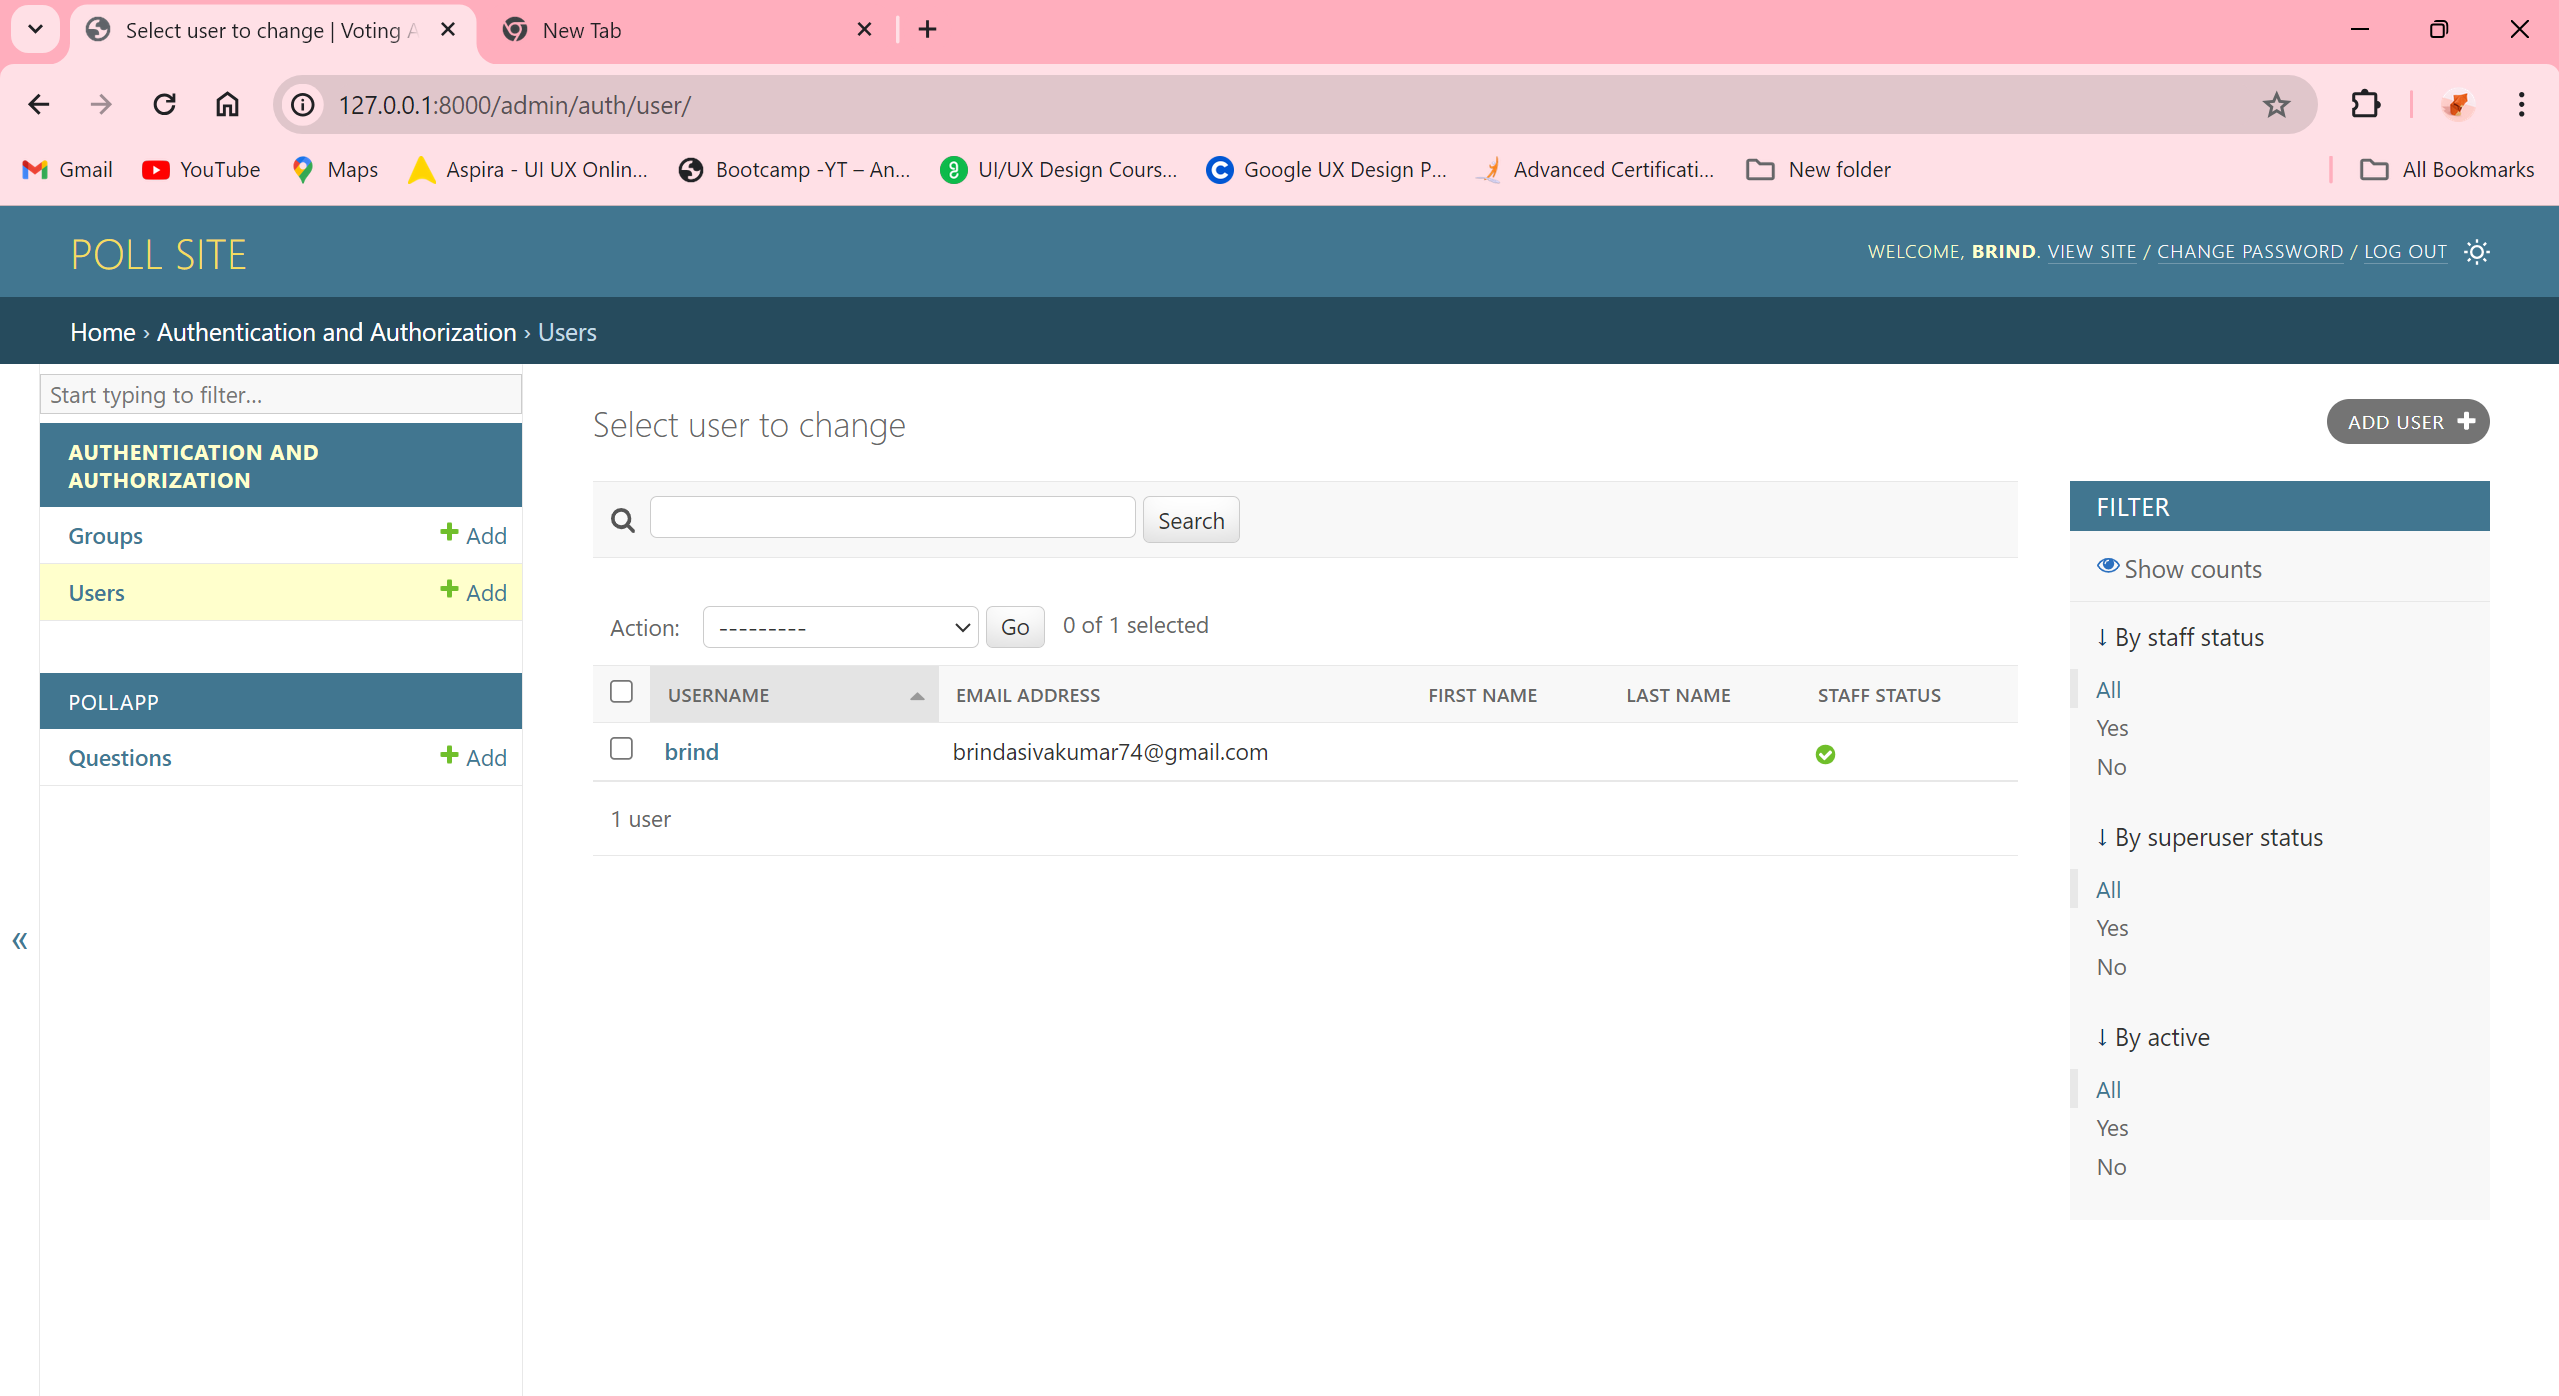 Select user to change | Voting A
New Tab
127.0.0.1:8000/admin/auth/user/
Gmail
YouTube
Maps
Aspira - UI UX Onlin...
Bootcamp -YT – An...
UI/UX Design Cours...
Google UX Design P...
Advanced Certificati...
New folder
All Bookmarks
POLL SITE
WELCOME, BRIND. VIEW SITE / CHANGE PASSWORD / LOG OUT
Home › Authentication and Authorization › Users
Start typing to filter...
AUTHENTICATION AND
AUTHORIZATION
Groups
Add
Users
Add
POLLAPP
Questions
Add
Select user to change
ADD USER
Search
Action:
---------
Go
0 of 1 selected
USERNAME
EMAIL ADDRESS
FIRST NAME
LAST NAME
STAFF STATUS
brind
brindasivakumar74@gmail.com
1 user
FILTER
Show counts
↓ By staff status
All
Yes
No
↓ By superuser status
All
Yes
No
↓ By active
All
Yes
No